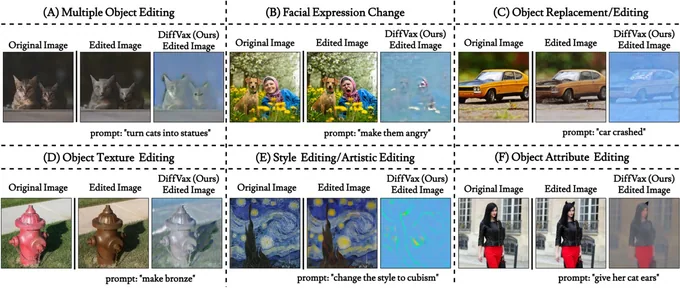 (A) Multiple Object Editing
Original Image
Edited Image
DiffVax (Ours)
Edited Image
prompt: "turn cats into statues"
(B) Facial Expression Change
Original Image
Edited Image
DiffVax (Ours)
Edited Image
prompt: "make them angry"
(C) Object Replacement/Editing
Original Image
Edited Image
DiffVax (Ours)
Edited Image
prompt: "car crashed"
(D) Object Texture Editing
Original Image
Edited Image
DiffVax (Ours)
Edited Image
prompt: "make bronze"
(E) Style Editing/Artistic Editing
Original Image
Edited Image
DiffVax (Ours)
Edited Image
prompt: "change the style to cubism"
(F) Object Attribute Editing
Original Image
Edited Image
DiffVax (Ours)
Edited Image
prompt: "give her cat ears"